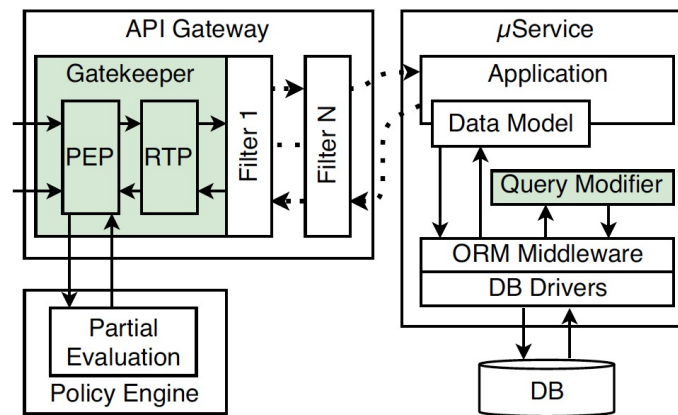 API Gateway
Gatekeeper
PEP
RTP
Filter 1
Filter N
Partial
Evaluation
Policy Engine
µService
Application
Data Model
Query Modifier
ORM Middleware
DB Drivers
DB